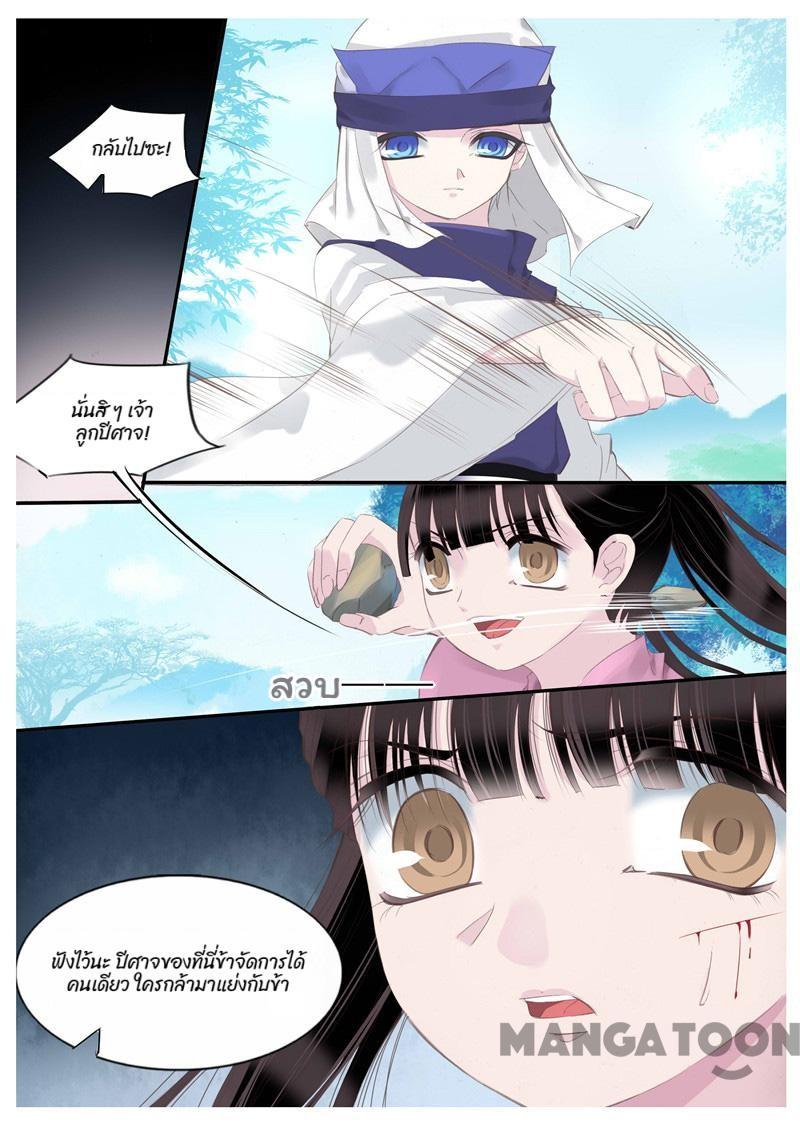 กลับไปซะ!
นั่นสิ ๆ เจ้า
ลูกปีศาจ!
สวบ——
ฟังไว้นะ ปีศาจของที่นี่ข้าจัดการได้
คนเดียว ใครกล้ามาแย่งกับข้า
MANGATOON